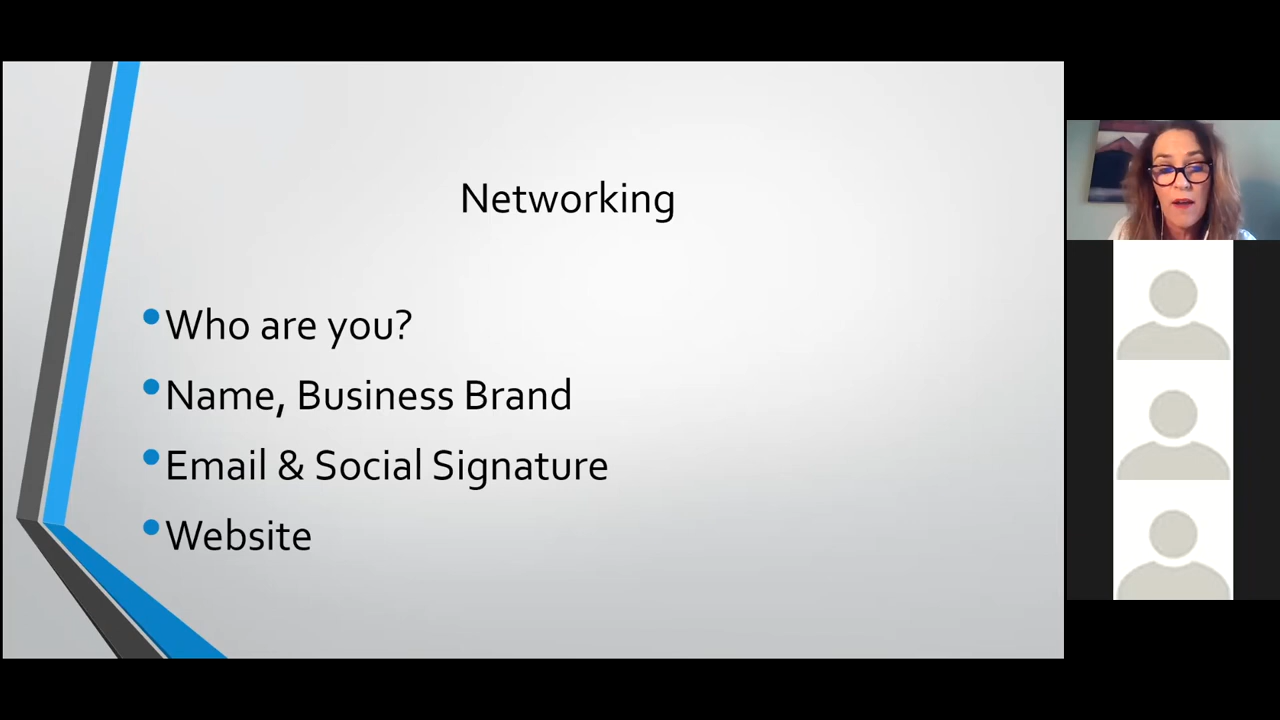 Networking
Who are you?
Name, Business Brand
Email & Social Signature
Website